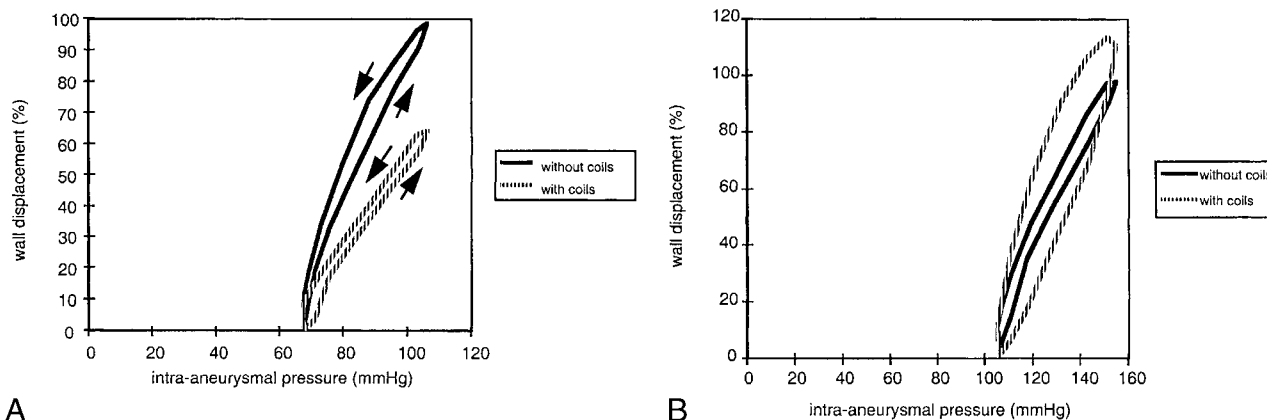 100
90
80
70
60
50
40
30
20
10
0
wall displacement (%)
0 20 40 60 80 100 120
intra-aneurysmal pressure (mmHg)
without coils
with coils
A
120
100
80
60
40
20
0
wall displacement (%)
0 20 40 60 80 100 120 140 160
intra-aneurysmal pressure (mmHg)
without coils
with coils
B